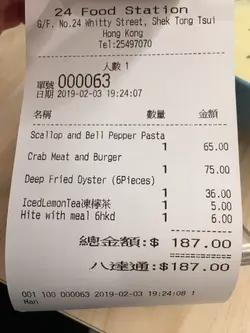 24 Food Station
G/F. No.24 Whitty Street, Shek Tong Tsui
Hong Kong
Tel:25497070
人數 1
單號 000063
日期 2019-02-03 19:24:07
名稱 數量 金額
Scallop and Bell Pepper Pasta
1 65.00
Crab Meat and Burger
1 75.00
Deep Fried Oyster (6Pieces)
1 36.00
IcedLemonTea凍檸茶 1 5.00
Hite with meal 6hkd 1 6.00
總金額:$ 187.00
八達通:$187.00
001 100 000063 2019-02-03 19:24:08 1
Man